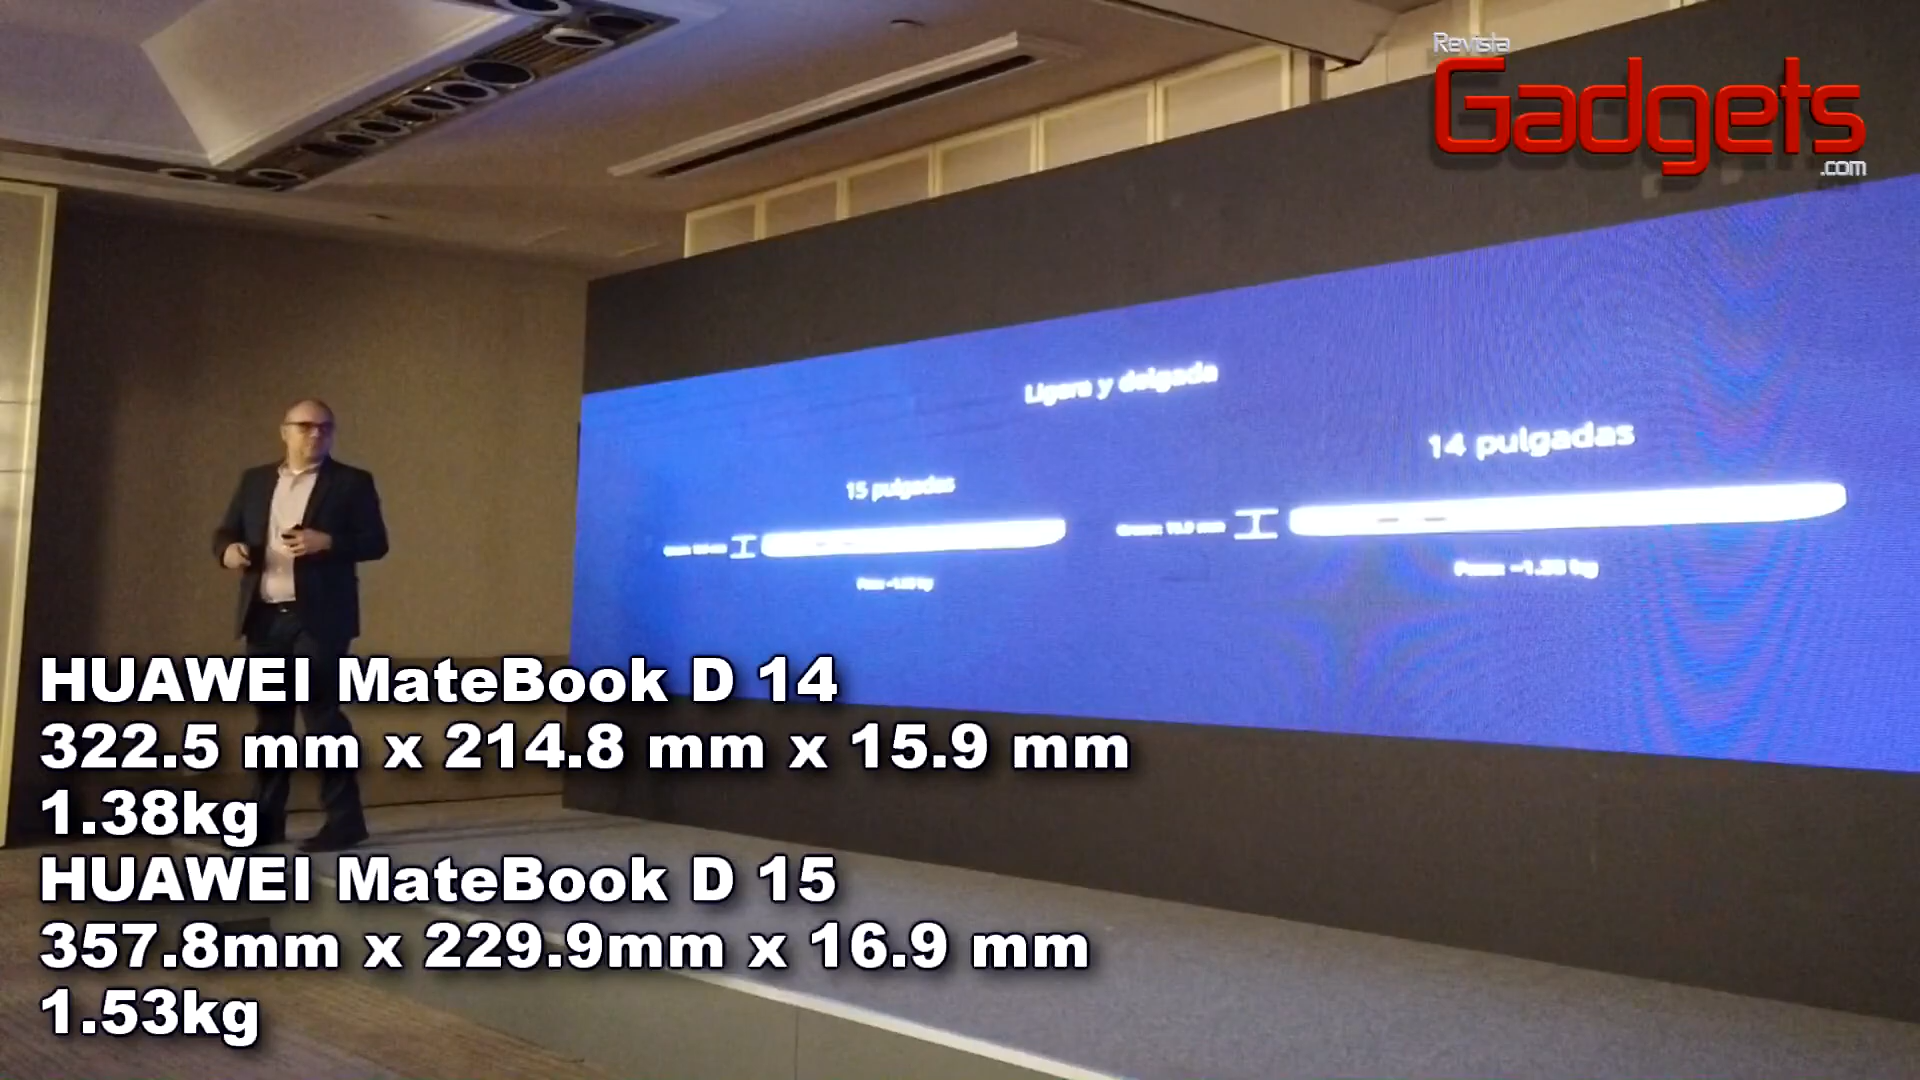 Revista
Gadgets
.com
Ligera y delgada
14 pulgadas
15 pulgadas
HUAWEI MateBook D 14
322.5 mm x 214.8 mm x 15.9 mm
1.38kg
HUAWEI MateBook D 15
357.8mm x 229.9mm x 16.9 mm
1.53kg